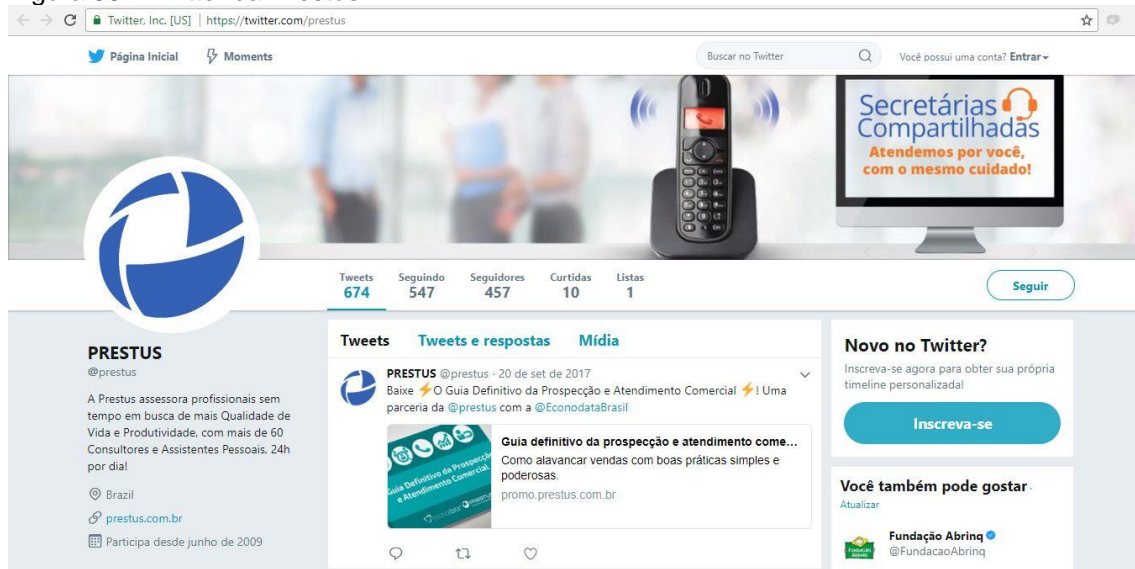 Twitter, Inc. [US] | https://twitter.com/prestus
Página Inicial Moments Buscar no Twitter Você possui uma conta? Entrar
Secretárias
Compartilhadas
Atendemos por você,
com o mesmo cuidado!
Tweets Seguindo Seguidores Curtidas Listas
674 547 457 10 1
Seguir
PRESTUS
@prestus
A Prestus assessora profissionais sem
tempo em busca de mais Qualidade de
Vida e Produtividade, com mais de 60
Consultores e Assistentes Pessoais, 24h
por dia!
Brazil
prestus.com.br
Participa desde junho de 2009
Tweets Tweets e respostas Mídia
PRESTUS @prestus · 20 de set de 2017
Baixe ⚡O Guia Definitivo da Prospecção e Atendimento Comercial ⚡! Uma
parceria da @prestus com a @EconodataBrasil
Guia Definitivo da Prospecção
e Atendimento Comercial
Guia definitivo da prospecção e atendimento come...
Como alavancar vendas com boas práticas simples e
poderosas.
promo.prestus.com.br
Novo no Twitter?
Inscreva-se agora para obter sua própria
timeline personalizada!
Inscreva-se
Você também pode gostar ·
Atualizar
Fundação Abrinq
@FundacaoAbrinq